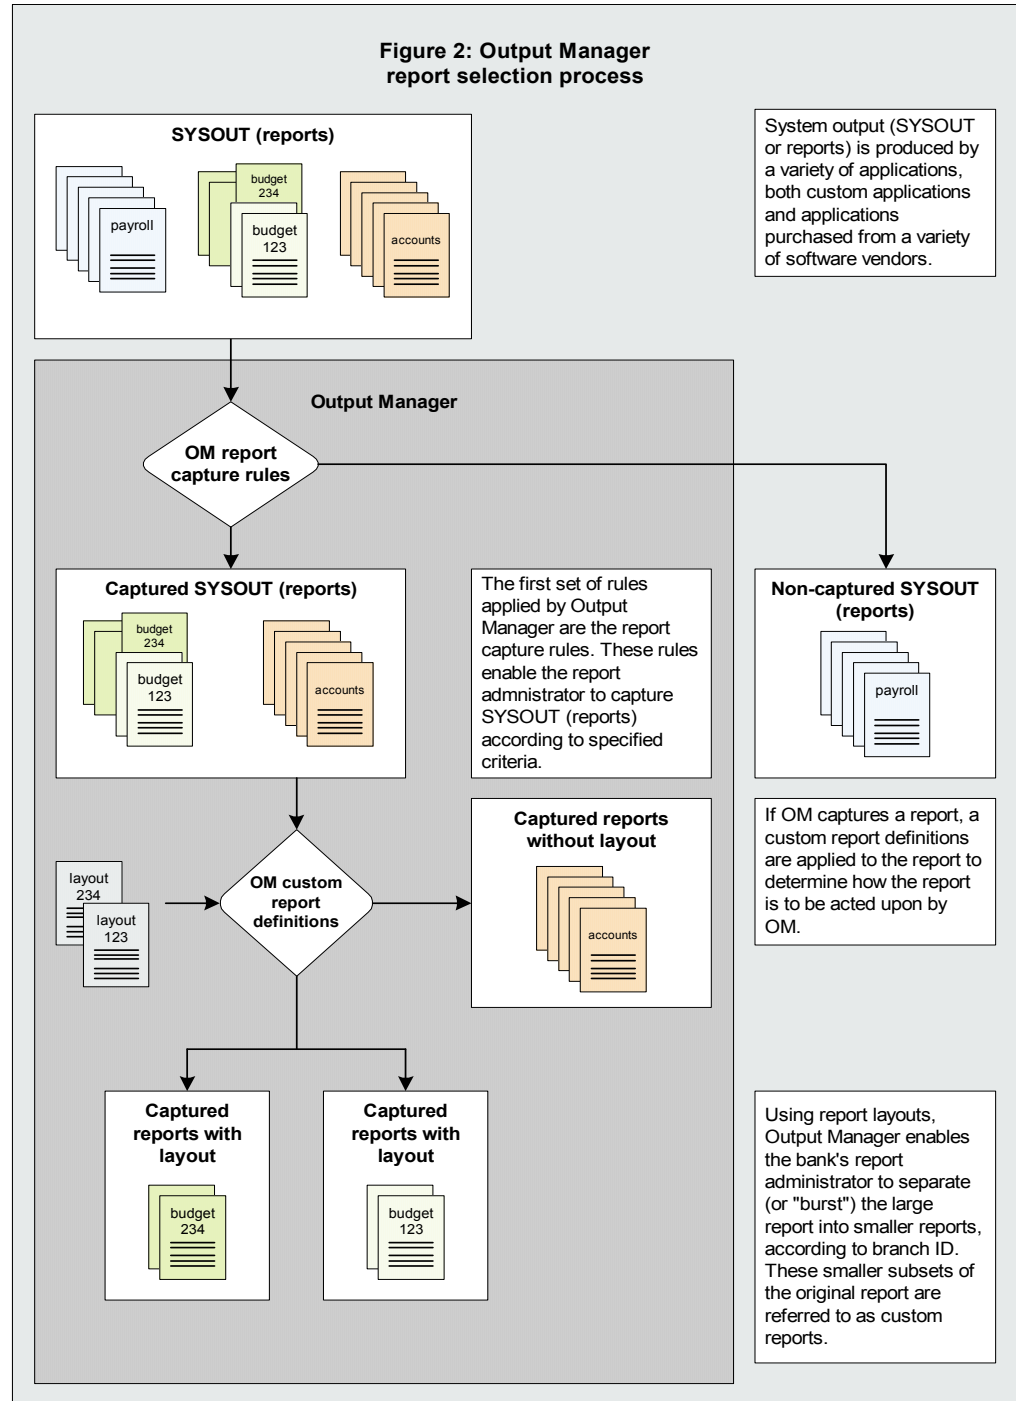 Figure 2: Output Manager
report selection process
SYSOUT (reports)
payroll
budget
234
budget
123
accounts
System output (SYSOUT
or reports) is produced by
a variety of applications,
both custom applications
and applications
purchased from a variety
of software vendors.
Output Manager
OM report
capture rules
Captured SYSOUT (reports)
budget
234
budget
123
accounts
The first set of rules
applied by Output
Manager are the report
capture rules. These rules
enable the report
admnistrator to capture
SYSOUT (reports)
according to specified
criteria.
Non-captured SYSOUT
(reports)
payroll
layout
234
layout
123
OM custom
report
definitions
Captured reports
without layout
accounts
If OM captures a report, a
custom report definitions
are applied to the report to
determine how the report
is to be acted upon by
OM.
Captured
reports with
layout
budget
234
Captured
reports with
layout
budget
123
Using report layouts,
Output Manager enables
the bank's report
administrator to separate
(or "burst") the large
report into smaller reports,
according to branch ID.
These smaller subsets of
the original report are
referred to as custom
reports.